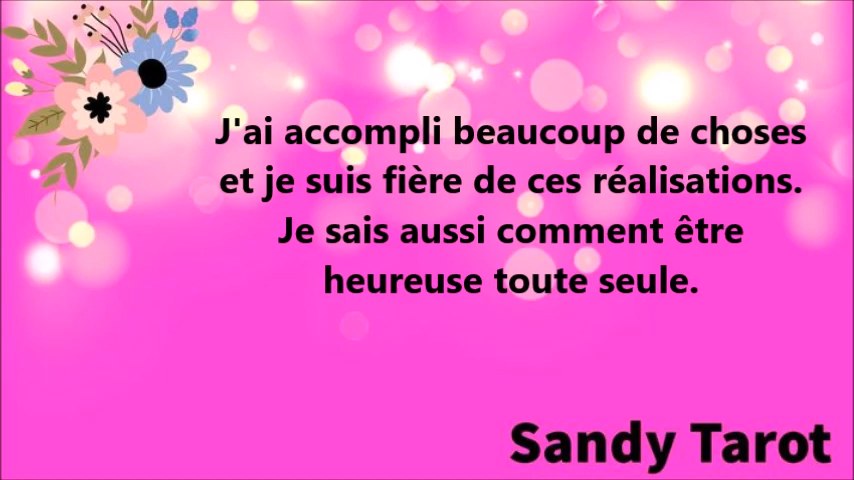 J'ai accompli beaucoup de choses
et je suis fière de ces réalisations.
Je sais aussi comment être
heureuse toute seule.
Sandy Tarot